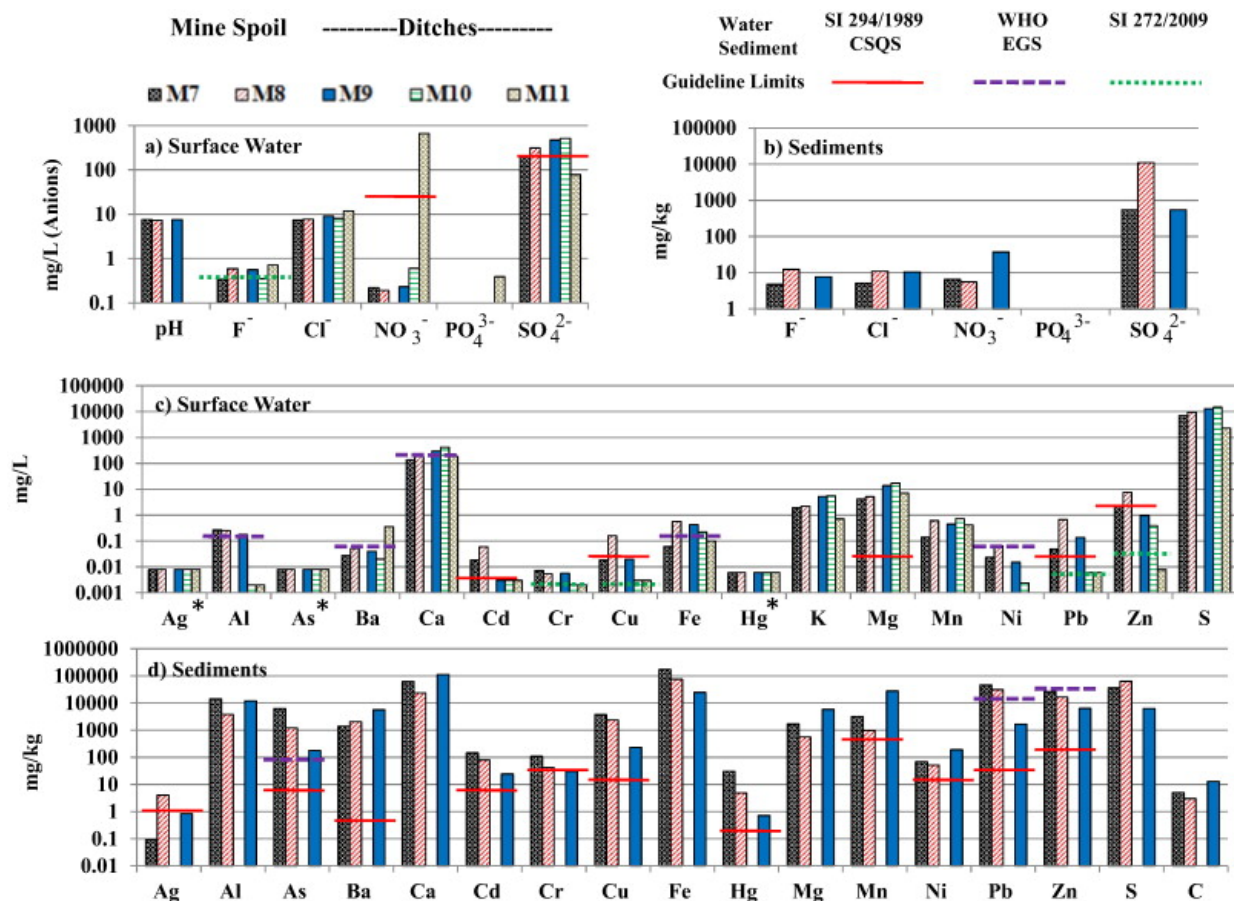 Mine Spoil ---------Ditches---------
M7 M8 M9 M10 M11
Water SI 294/1989 WHO SI 272/2009
Sediment CSQS EGS
Guideline Limits
a) Surface Water
mg/L (Anions)
1000
100
10
1
0.1
pH F⁻ Cl⁻ NO₃⁻ PO₄³⁻ SO₄²⁻
b) Sediments
mg/kg
100000
10000
1000
100
10
1
F⁻ Cl⁻ NO₃⁻ PO₄³⁻ SO₄²⁻
c) Surface Water
mg/L
100000
10000
1000
100
10
1
0.1
0.01
0.001
Ag* Al As* Ba Ca Cd Cr Cu Fe Hg* K Mg Mn Ni Pb Zn S
d) Sediments
mg/kg
1000000
100000
10000
1000
100
10
1
0.1
0.01
Ag Al As Ba Ca Cd Cr Cu Fe Hg Mg Mn Ni Pb Zn S C